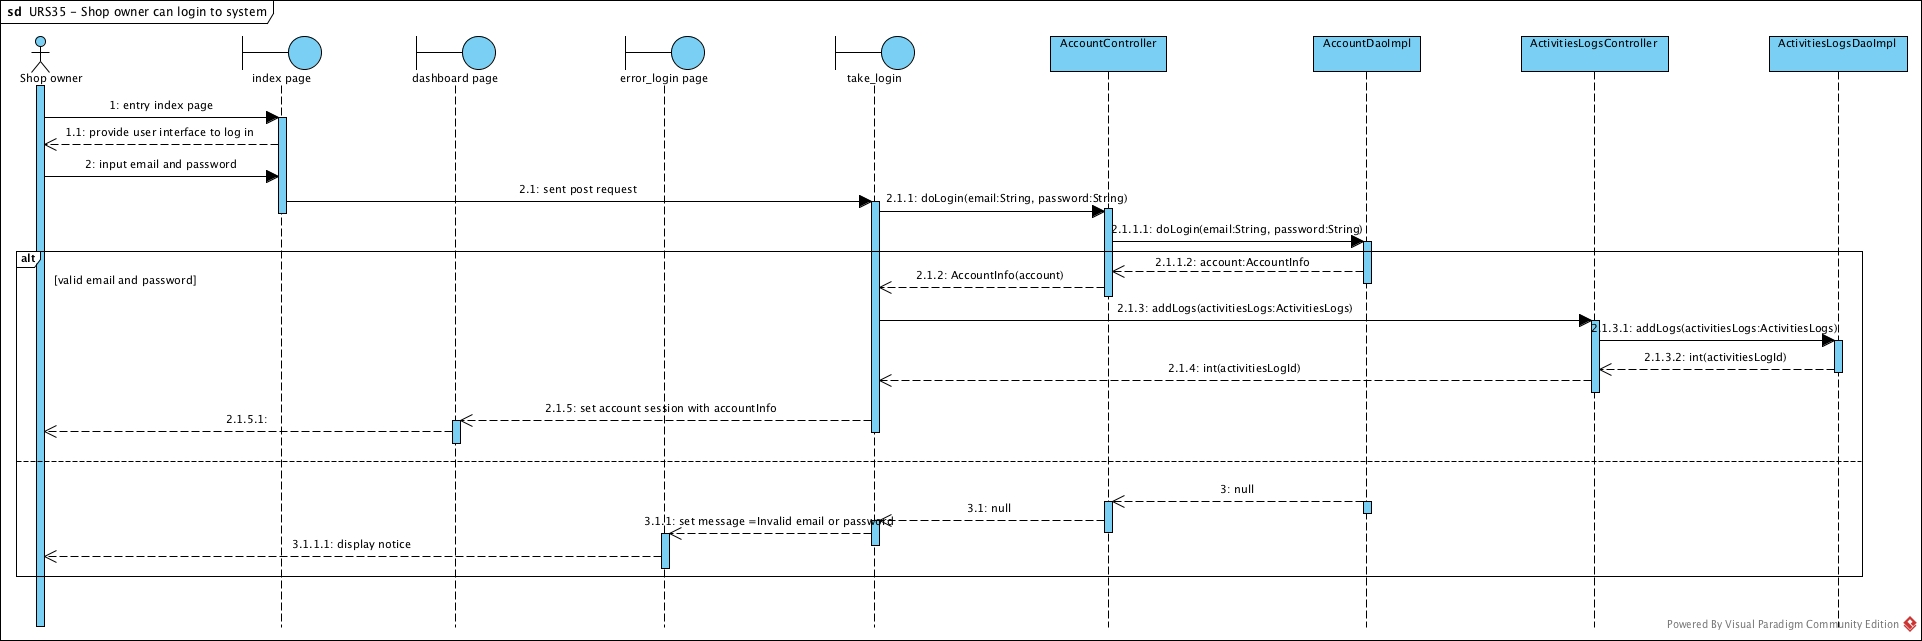 sd URS35 - Shop owner can login to system
Shop owner
index page
dashboard page
error_login page
take_login
AccountController
AccountDaoImpl
ActivitiesLogsController
ActivitiesLogsDaoImpl
1: entry index page
1.1: provide user interface to log in
2: input email and password
2.1: sent post request
2.1.1: doLogin(email:String, password:String)
2.1.1.1: doLogin(email:String, password:String)
alt
[valid email and password]
2.1.1.2: account:AccountInfo
2.1.2: AccountInfo(account)
2.1.3: addLogs(activitiesLogs:ActivitiesLogs)
2.1.3.1: addLogs(activitiesLogs:ActivitiesLogs)
2.1.3.2: int(activitiesLogId)
2.1.4: int(activitiesLogId)
2.1.5: set account session with accountInfo
2.1.5.1:
3: null
3.1: null
3.1.1: set message =Invalid email or password
3.1.1.1: display notice
Powered By Visual Paradigm Community Edition